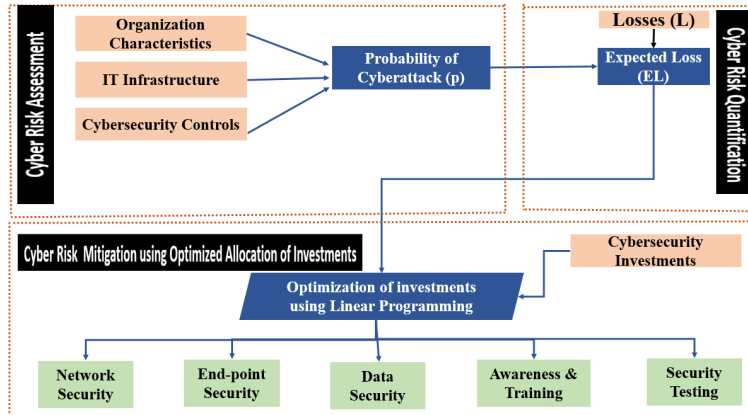 Cyber Risk Assessment
Organization
Characteristics
IT Infrastructure
Cybersecurity Controls
Probability of
Cyberattack (p)
Losses (L)
Expected Loss
(EL)
Cyber Risk
Quantification
Cyber Risk Mitigation using Optimized Allocation of Investments
Cybersecurity
Investments
Optimization of investments
using Linear Programming
Network
Security
End-point
Security
Data
Security
Awareness &
Training
Security
Testing